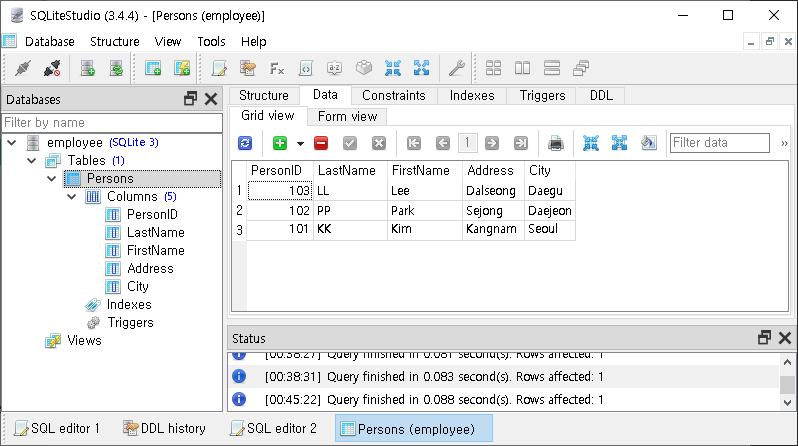 SQLiteStudio (3.4.4) - [Persons (employee)]
Database Structure View Tools Help
Databases
Filter by name
employee (SQLite 3)
Tables (1)
Persons
Columns (5)
PersonID
LastName
FirstName
Address
City
Indexes
Triggers
Views
Structure Data Constraints Indexes Triggers DDL
Grid view Form view
1 Filter data »
PersonID LastName FirstName Address City
1 103 LL Lee Dalseong Daegu
2 102 PP Park Sejong Daejeon
3 101 KK Kim Kangnam Seoul
Status
[00:38:27] Query finished in 0.081 second(s). Rows affected: 1
[00:38:31] Query finished in 0.083 second(s). Rows affected: 1
[00:45:22] Query finished in 0.088 second(s). Rows affected: 1
SQL editor 1 DDL history SQL editor 2 Persons (employee)